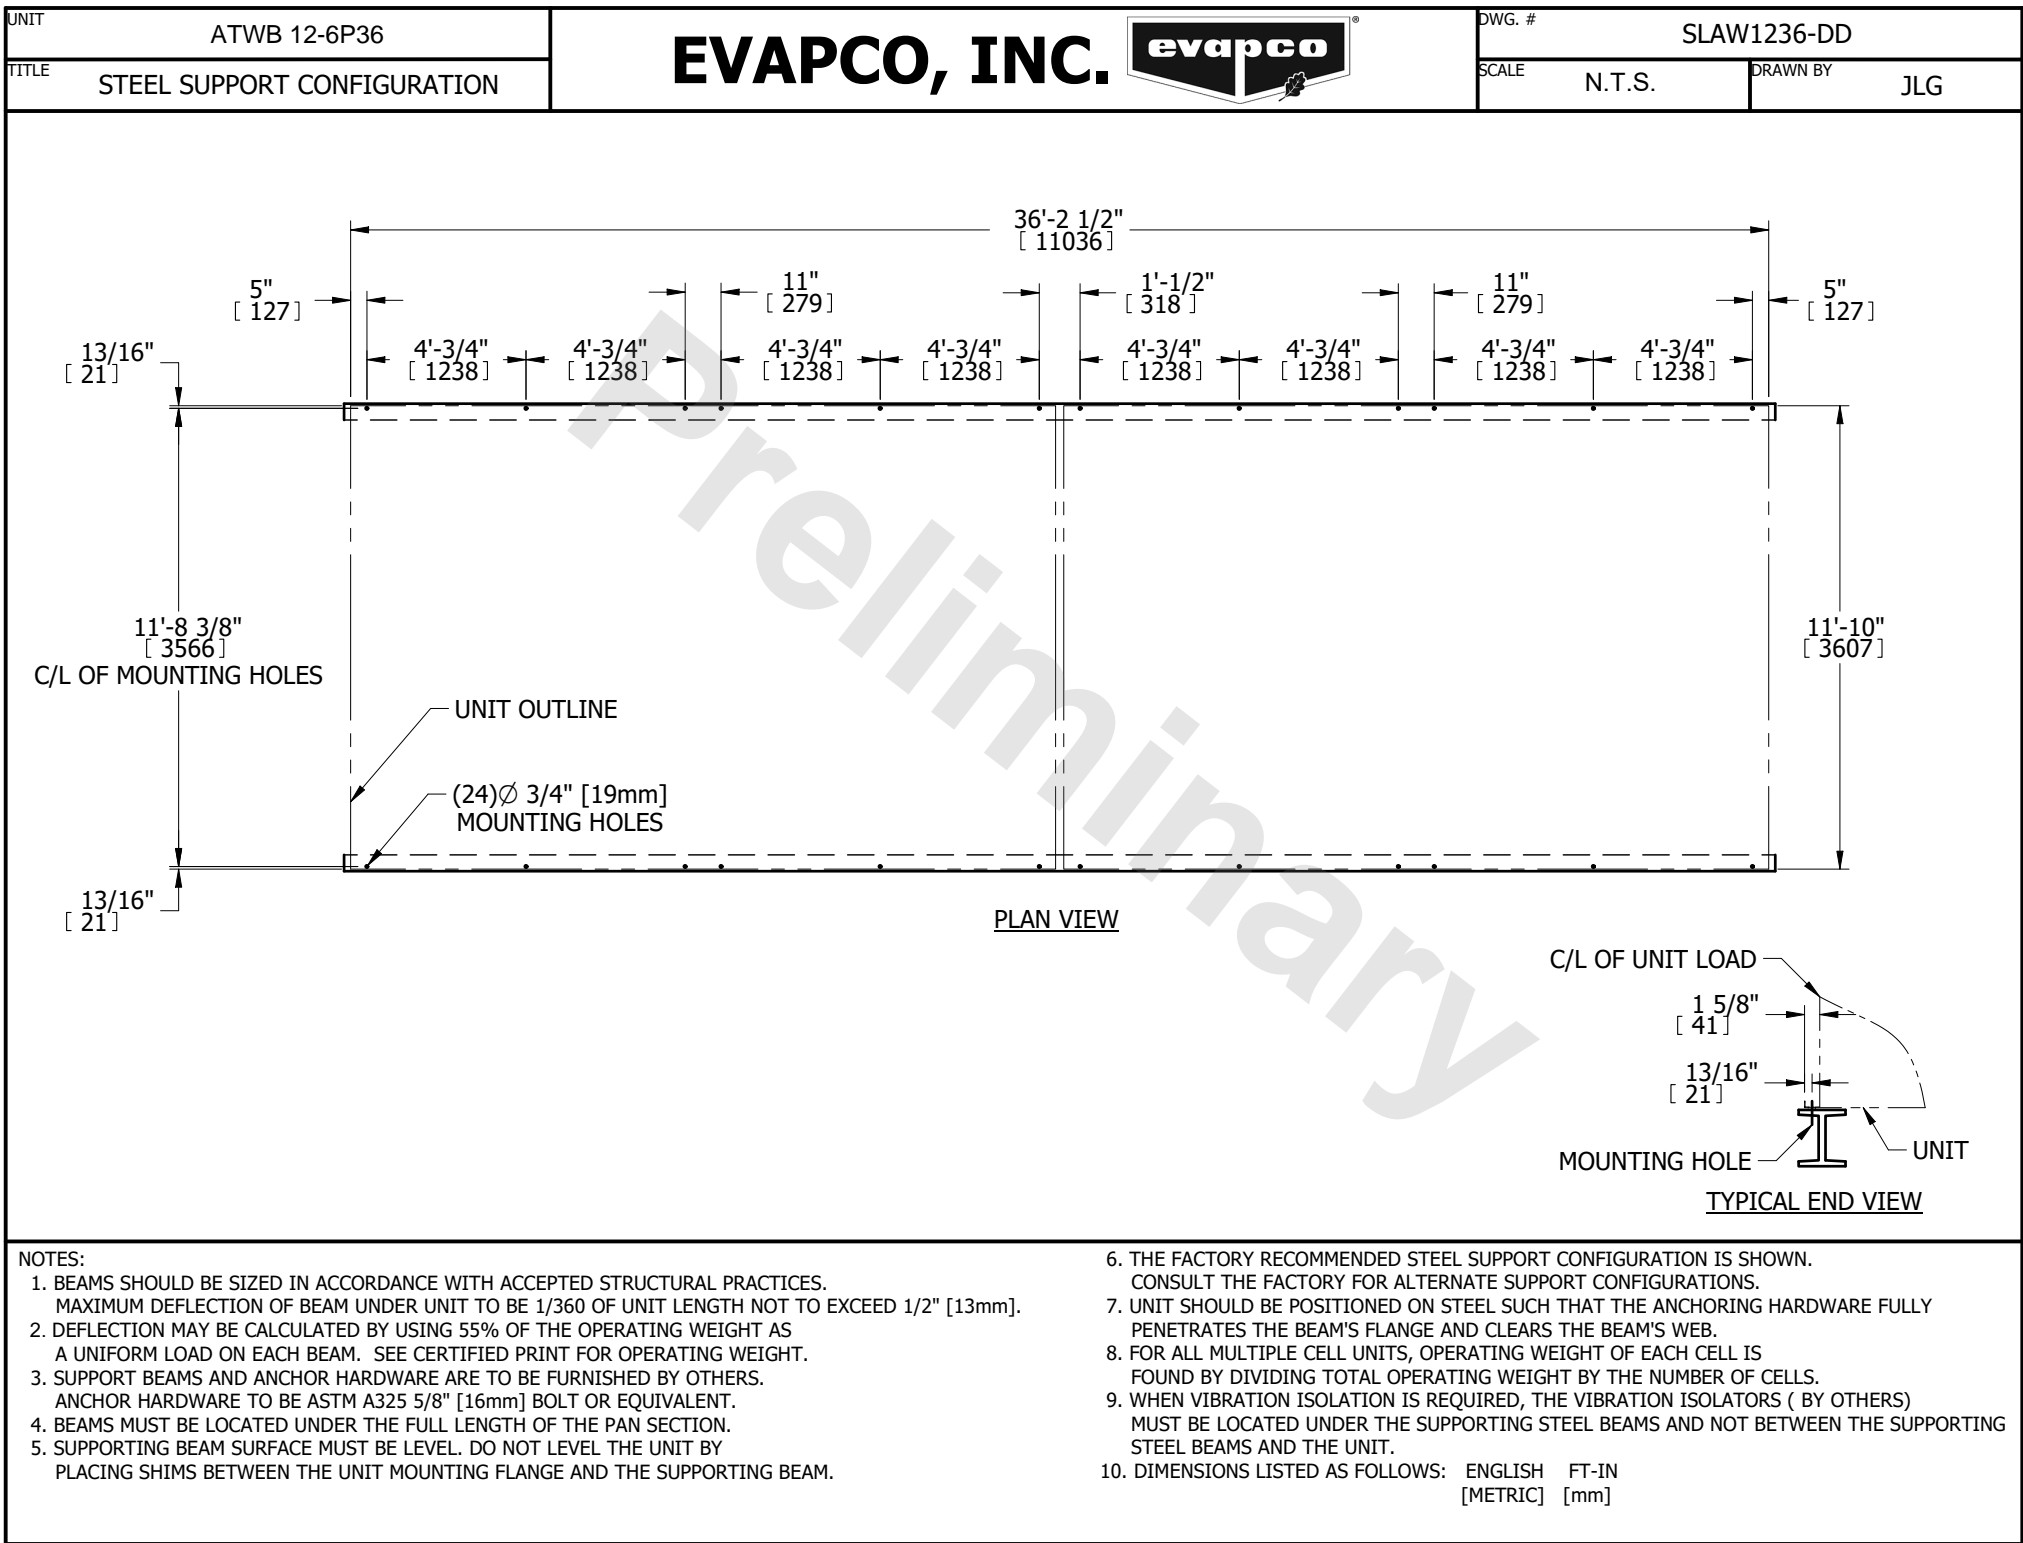 UNIT
ATWB 12-6P36
TITLE
STEEL SUPPORT CONFIGURATION
EVAPCO, INC.
evapco
®
DWG. #
SLAW1236-DD
SCALE
N.T.S.
DRAWN BY
JLG
36'-2 1/2"
[ 11036 ]
5"
[ 127 ]
11"
[ 279 ]
1'-1/2"
[ 318 ]
11"
[ 279 ]
5"
[ 127 ]
13/16"
[ 21 ]
4'-3/4"
[ 1238 ]
4'-3/4"
[ 1238 ]
4'-3/4"
[ 1238 ]
4'-3/4"
[ 1238 ]
4'-3/4"
[ 1238 ]
4'-3/4"
[ 1238 ]
4'-3/4"
[ 1238 ]
4'-3/4"
[ 1238 ]
11'-8 3/8"
[ 3566 ]
C/L OF MOUNTING HOLES
11'-10"
[ 3607 ]
UNIT OUTLINE
(24)∅ 3/4" [19mm]
MOUNTING HOLES
13/16"
[ 21 ]
PLAN VIEW
Preliminary
C/L OF UNIT LOAD
1 5/8"
[ 41 ]
13/16"
[ 21 ]
MOUNTING HOLE
UNIT
TYPICAL END VIEW
NOTES:
1. BEAMS SHOULD BE SIZED IN ACCORDANCE WITH ACCEPTED STRUCTURAL PRACTICES.
MAXIMUM DEFLECTION OF BEAM UNDER UNIT TO BE 1/360 OF UNIT LENGTH NOT TO EXCEED 1/2" [13mm].
2. DEFLECTION MAY BE CALCULATED BY USING 55% OF THE OPERATING WEIGHT AS
A UNIFORM LOAD ON EACH BEAM. SEE CERTIFIED PRINT FOR OPERATING WEIGHT.
3. SUPPORT BEAMS AND ANCHOR HARDWARE ARE TO BE FURNISHED BY OTHERS.
ANCHOR HARDWARE TO BE ASTM A325 5/8" [16mm] BOLT OR EQUIVALENT.
4. BEAMS MUST BE LOCATED UNDER THE FULL LENGTH OF THE PAN SECTION.
5. SUPPORTING BEAM SURFACE MUST BE LEVEL. DO NOT LEVEL THE UNIT BY
PLACING SHIMS BETWEEN THE UNIT MOUNTING FLANGE AND THE SUPPORTING BEAM.
6. THE FACTORY RECOMMENDED STEEL SUPPORT CONFIGURATION IS SHOWN.
CONSULT THE FACTORY FOR ALTERNATE SUPPORT CONFIGURATIONS.
7. UNIT SHOULD BE POSITIONED ON STEEL SUCH THAT THE ANCHORING HARDWARE FULLY
PENETRATES THE BEAM'S FLANGE AND CLEARS THE BEAM'S WEB.
8. FOR ALL MULTIPLE CELL UNITS, OPERATING WEIGHT OF EACH CELL IS
FOUND BY DIVIDING TOTAL OPERATING WEIGHT BY THE NUMBER OF CELLS.
9. WHEN VIBRATION ISOLATION IS REQUIRED, THE VIBRATION ISOLATORS ( BY OTHERS)
MUST BE LOCATED UNDER THE SUPPORTING STEEL BEAMS AND NOT BETWEEN THE SUPPORTING
STEEL BEAMS AND THE UNIT.
10. DIMENSIONS LISTED AS FOLLOWS: ENGLISH FT-IN
[METRIC] [mm]